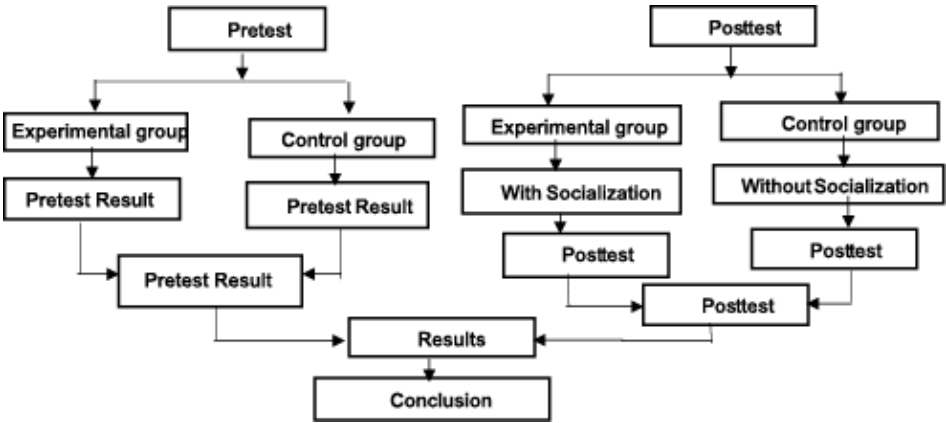 Pretest
Posttest
Experimental group
Control group
Experimental group
Control group
Pretest Result
Pretest Result
With Socialization
Without Socialization
Pretest Result
Posttest
Posttest
Posttest
Results
Conclusion